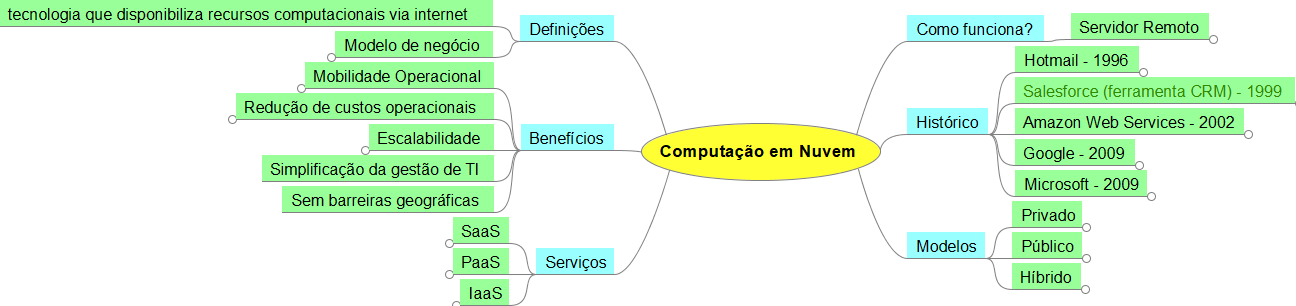 Computação em Nuvem
Definições
tecnologia que disponibiliza recursos computacionais via internet
Modelo de negócio
Benefícios
Mobilidade Operacional
Redução de custos operacionais
Escalabilidade
Simplificação da gestão de TI
Sem barreiras geográficas
Serviços
SaaS
PaaS
IaaS
Como funciona?
Servidor Remoto
Histórico
Hotmail - 1996
Salesforce (ferramenta CRM) - 1999
Amazon Web Services - 2002
Google - 2009
Microsoft - 2009
Modelos
Privado
Público
Híbrido